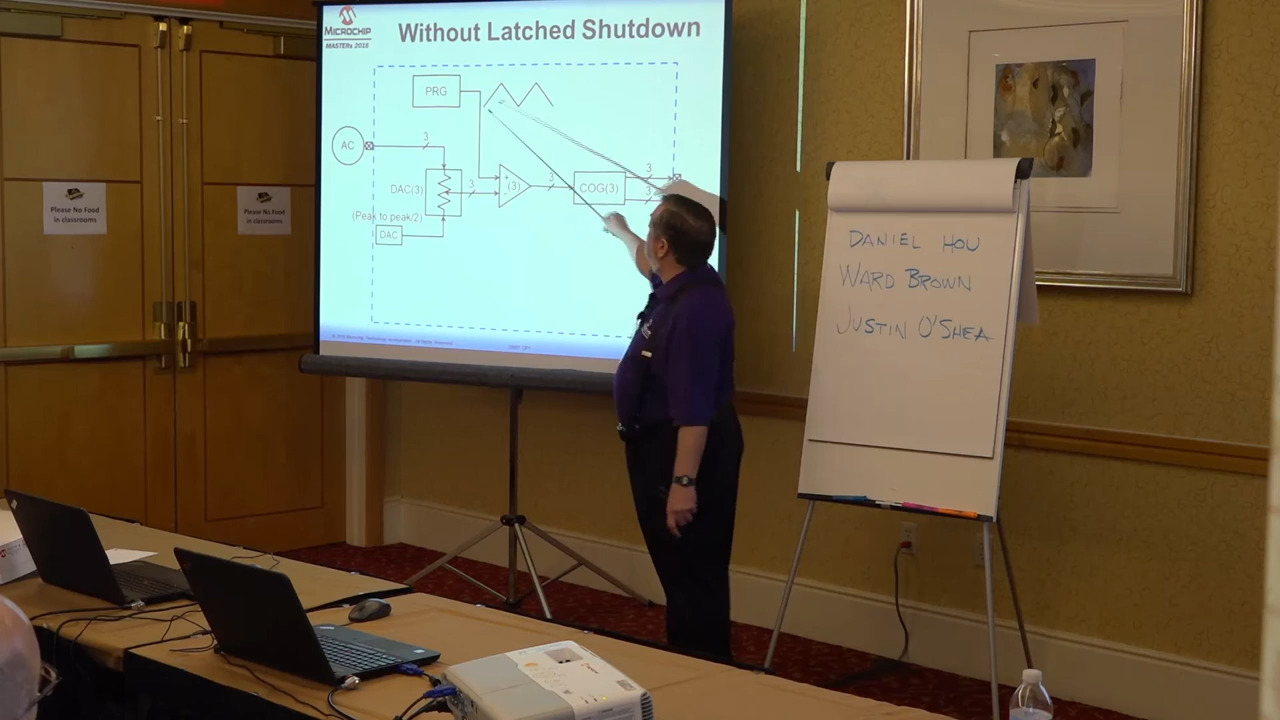 MICROCHIP
MASTERs 2016
Without Latched Shutdown
PRG
AC
3
DAC(3)
3
+
-
(3)
3
COG(3)
3
3
(Peak to peak/2)
DAC
Please No Food
in classrooms
Please No Food
in classrooms
DANIEL HOU
WARD BROWN
JUSTIN O'SHEA